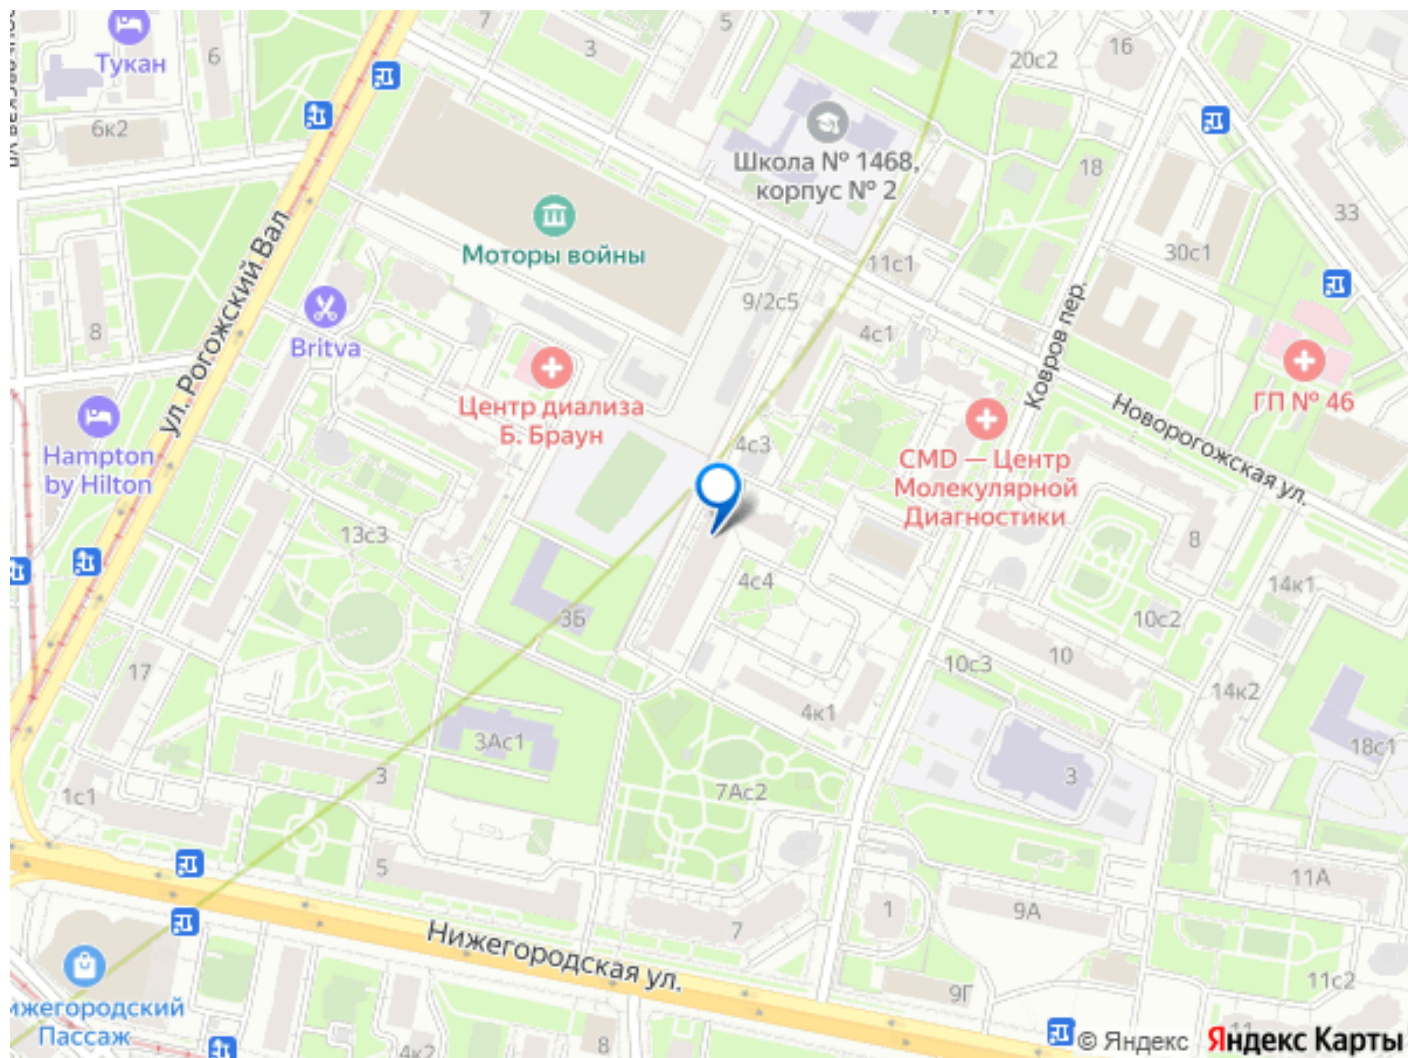 Тукан
6
7
3
5
20с2
16
6к2
Школа № 1468,
корпус № 2
18
33
Моторы войны
30с1
11с1
9/2с5
ул. Рогожский Вал
8
Britva
4с1
Ковров пер.
ГП № 46
Центр диализа
Б. Браун
Новорогожская ул.
Hampton
by Hilton
4с3
CMD — Центр
Молекулярной
Диагностики
13с3
8
4с4
14к1
3Б
10с2
17
10с3
10
14к2
4к1
3Ас1
18с1
3
3
7Ас2
1с1
5
11А
7
1
9А
Нижегородская ул.
11с2
9Г
ижегородский
Пассаж
4к2
8
11
© Яндекс
Яндекс Карты